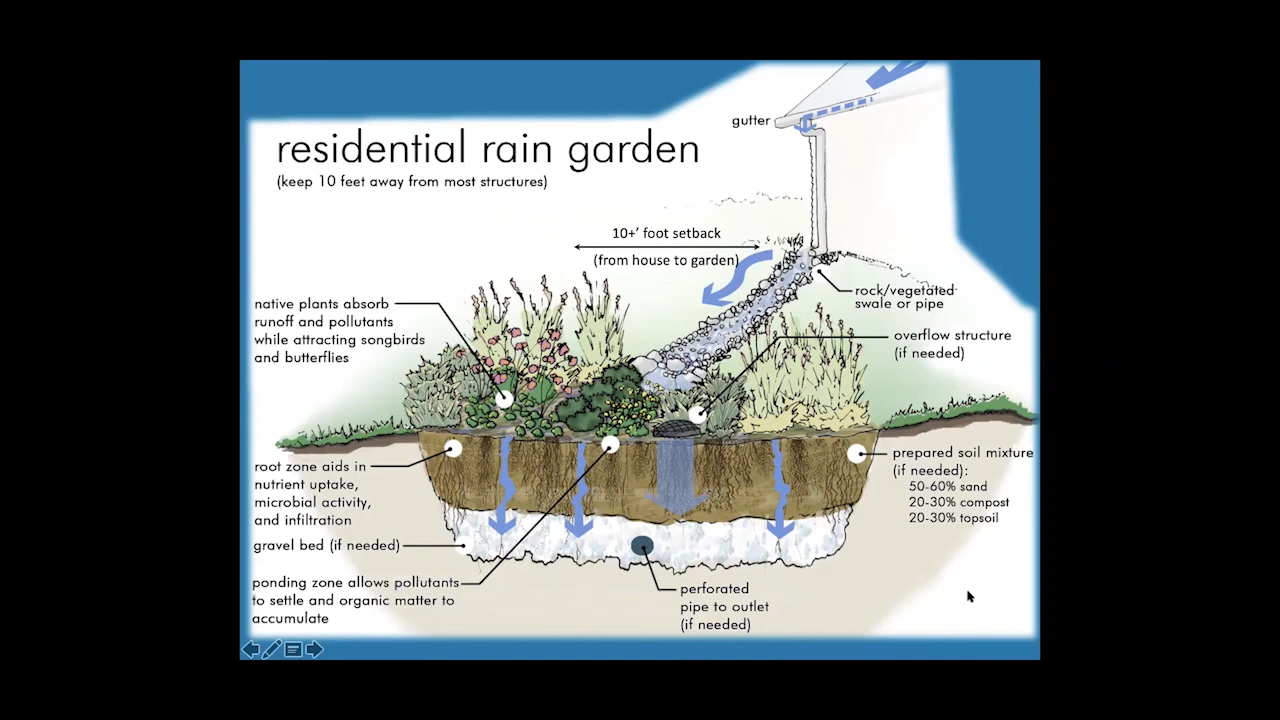 gutter
residential rain garden
(keep 10 feet away from most structures)
10+' foot setback
(from house to garden)
rock/vegetated
swale or pipe
native plants absorb
runoff and pollutants
while attracting songbirds
and butterflies
overflow structure
(if needed)
root zone aids in
nutrient uptake,
microbial activity,
and infiltration
prepared soil mixture
(if needed):
50-60% sand
20-30% compost
20-30% topsoil
gravel bed (if needed)
ponding zone allows pollutants
to settle and organic matter to
accumulate
perforated
pipe to outlet
(if needed)